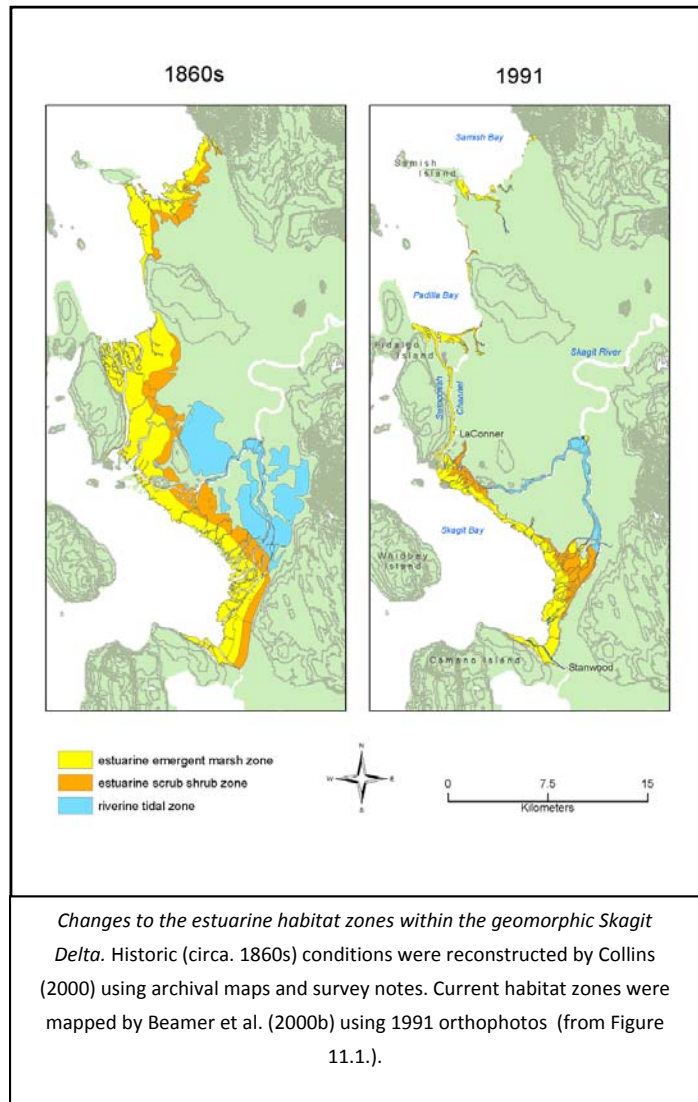 1860s
1991
Samish Bay
Samish
Island
Padilla Bay
Fidalgo
Island
Swinomish
Channel
Skagit River
LaConner
Skagit Bay
Whidbey
Island
Camano Island
Stanwood
estuarine emergent marsh zone
estuarine scrub shrub zone
riverine tidal zone
N
W
E
S
0
7.5
15
Kilometers
Changes to the estuarine habitat zones within the geomorphic Skagit
Delta. Historic (circa. 1860s) conditions were reconstructed by Collins
(2000) using archival maps and survey notes. Current habitat zones were
mapped by Beamer et al. (2000b) using 1991 orthophotos (from Figure
11.1.).